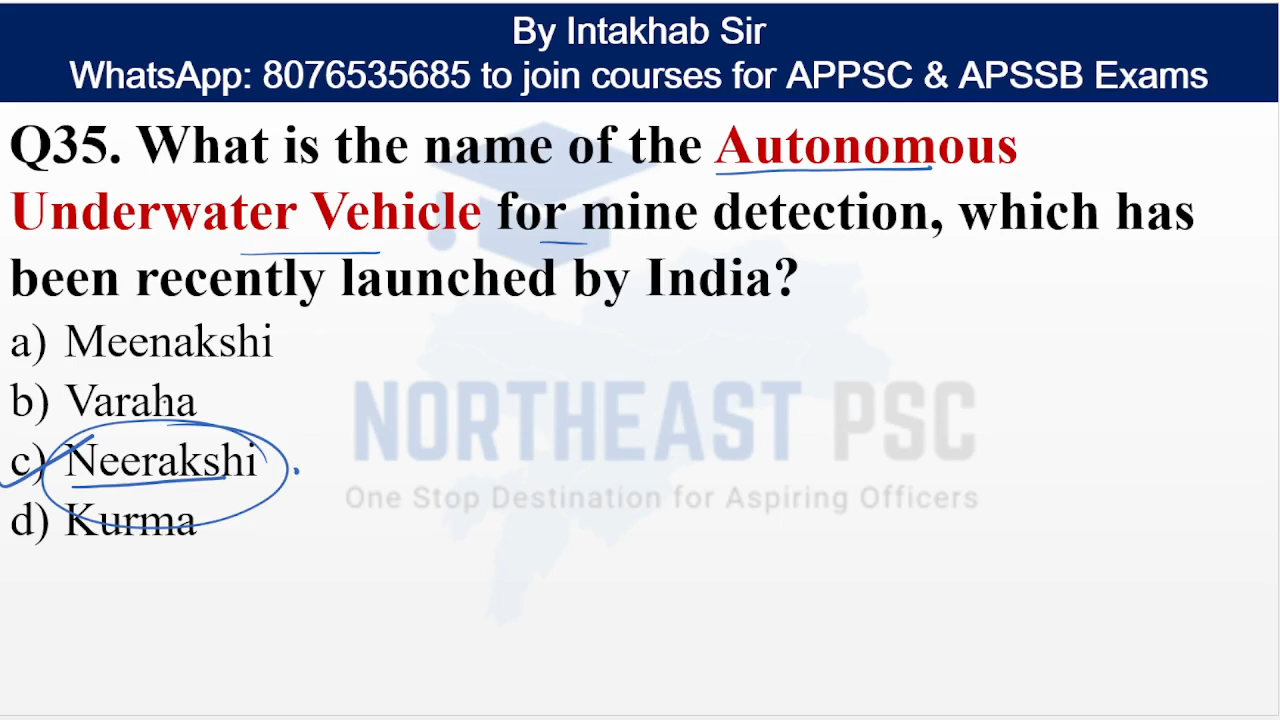 By Intakhab Sir
WhatsApp: 8076535685 to join courses for APPSC & APSSB Exams
Q35. What is the name of the Autonomous
Underwater Vehicle for mine detection, which has
been recently launched by India?
a) Meenakshi
b) Varaha
c) Neerakshi
d) Kurma
NORTHEAST PSC
One Stop Destination for Aspiring Officers